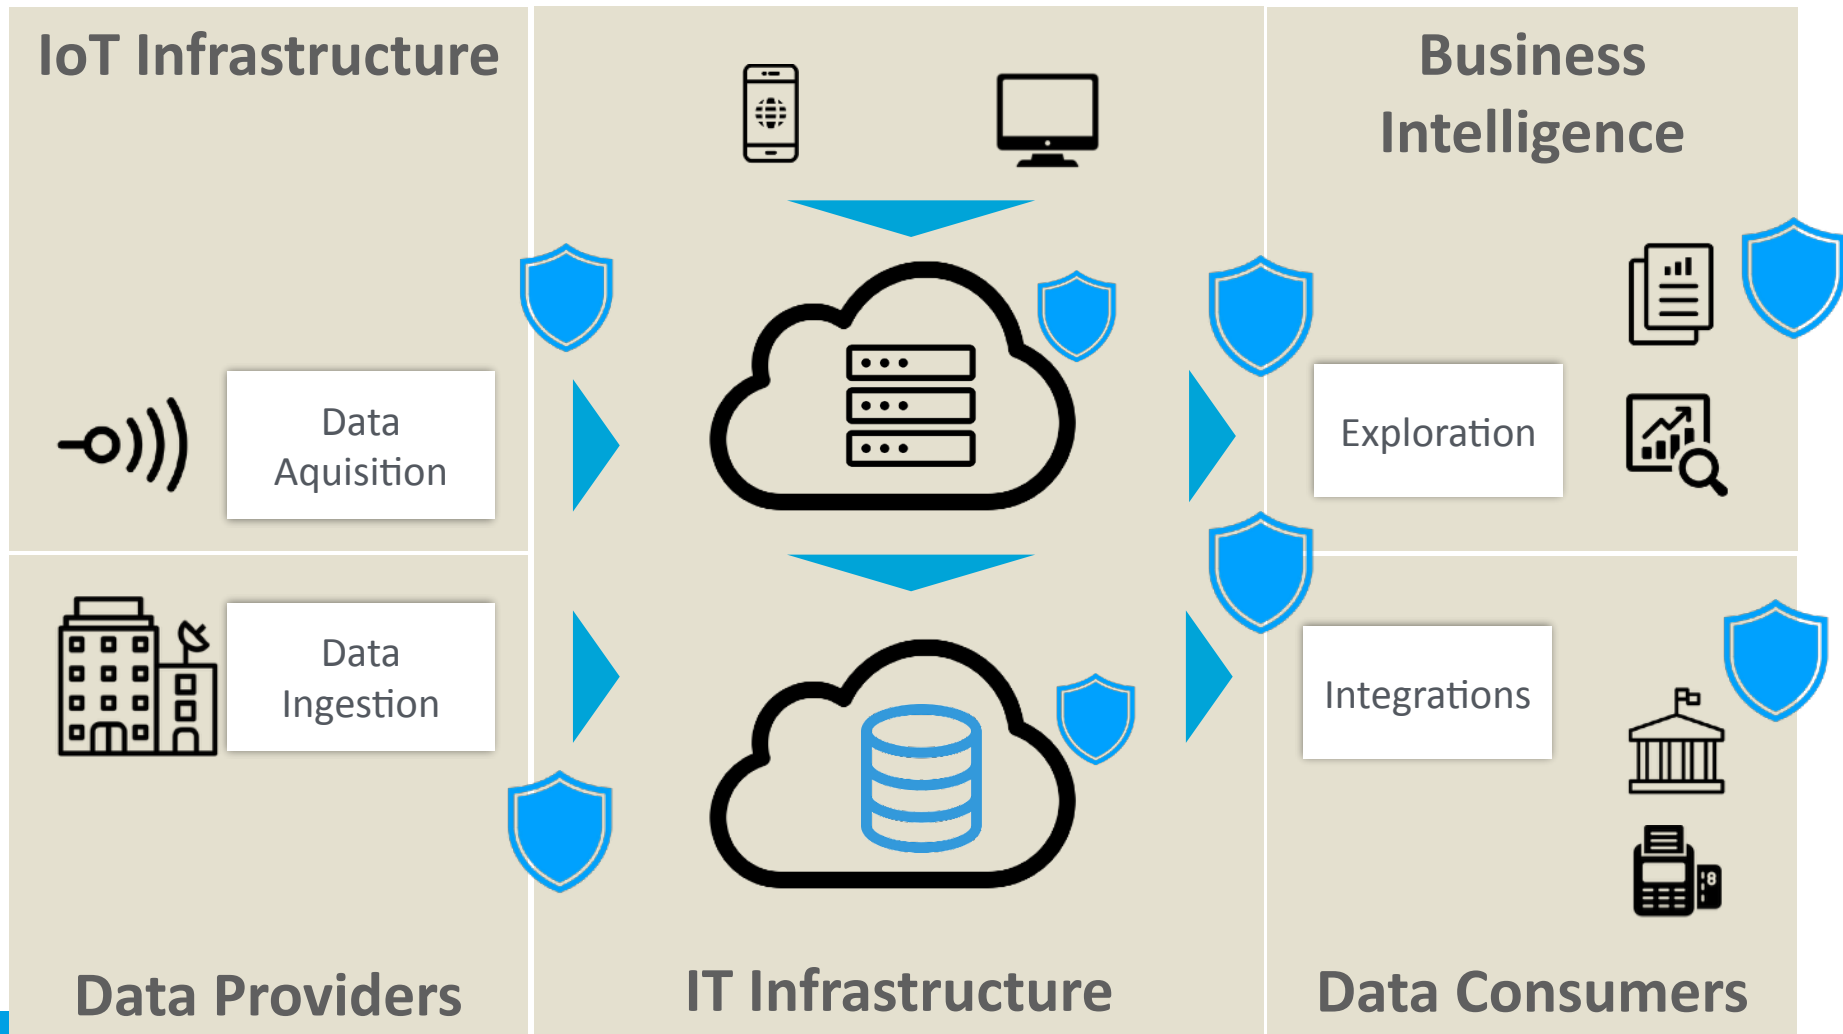 IoT Infrastructure
Data
Aquisition
Data
Ingestion
Data Providers
IT Infrastructure
Business
Intelligence
Exploration
Integrations
Data Consumers